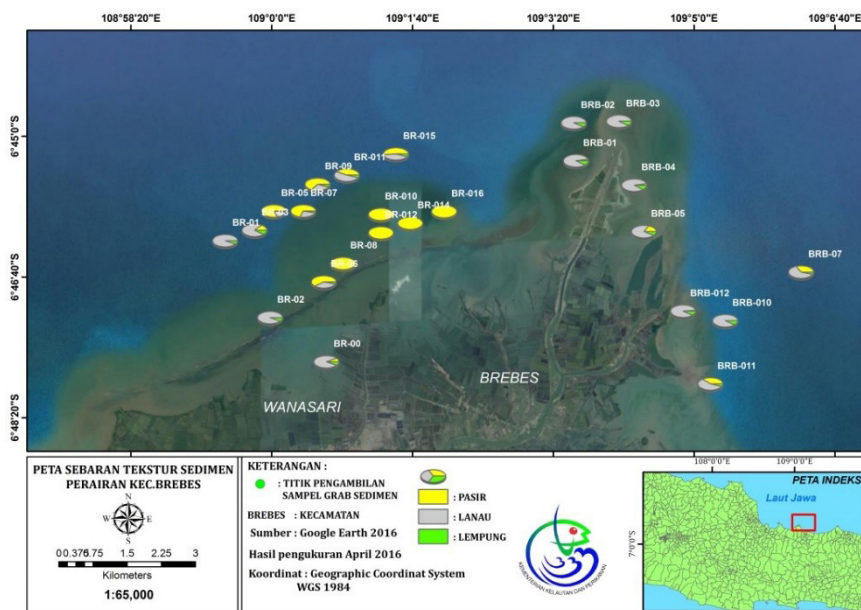 108°58'20"E
109°0'0"E
109°1'40"E
109°3'20"E
109°5'0"E
109°6'40"E
6°45'0"S
6°46'40"S
6°48'20"S
BRB-02
BRB-03
BR-015
BR-011
BRB-01
BR-09
BRB-04
BR-05
BR-07
BR-010
BR-016
BR-014
BR-03
BR-012
BR-01
BRB-05
BR-08
BRB-07
BR-02
BRB-012
BRB-010
BR-00
BRB-011
BREBES
WANASARI
PETA SEBARAN TEKSTUR SEDIMEN
PERAIRAN KEC.BREBES
N
W
E
S
0 0.375
0.75
1.5
2.25
3
Kilometers
1:65,000
KETERANGAN :
: TITIK PENGAMBILAN
SAMPEL GRAB SEDIMEN
BREBES : KECAMATAN
Sumber : Google Earth 2016
Hasil pengukuran April 2016
Koordinat : Geographic Coordinat System
WGS 1984
: PASIR
: LANAU
: LEMPUNG
KEMENTERIAN KELAUTAN DAN PERIKANAN
108°0'0"E
109°0'0"E
PETA INDEKS
Laut Jawa
7°0'0"S